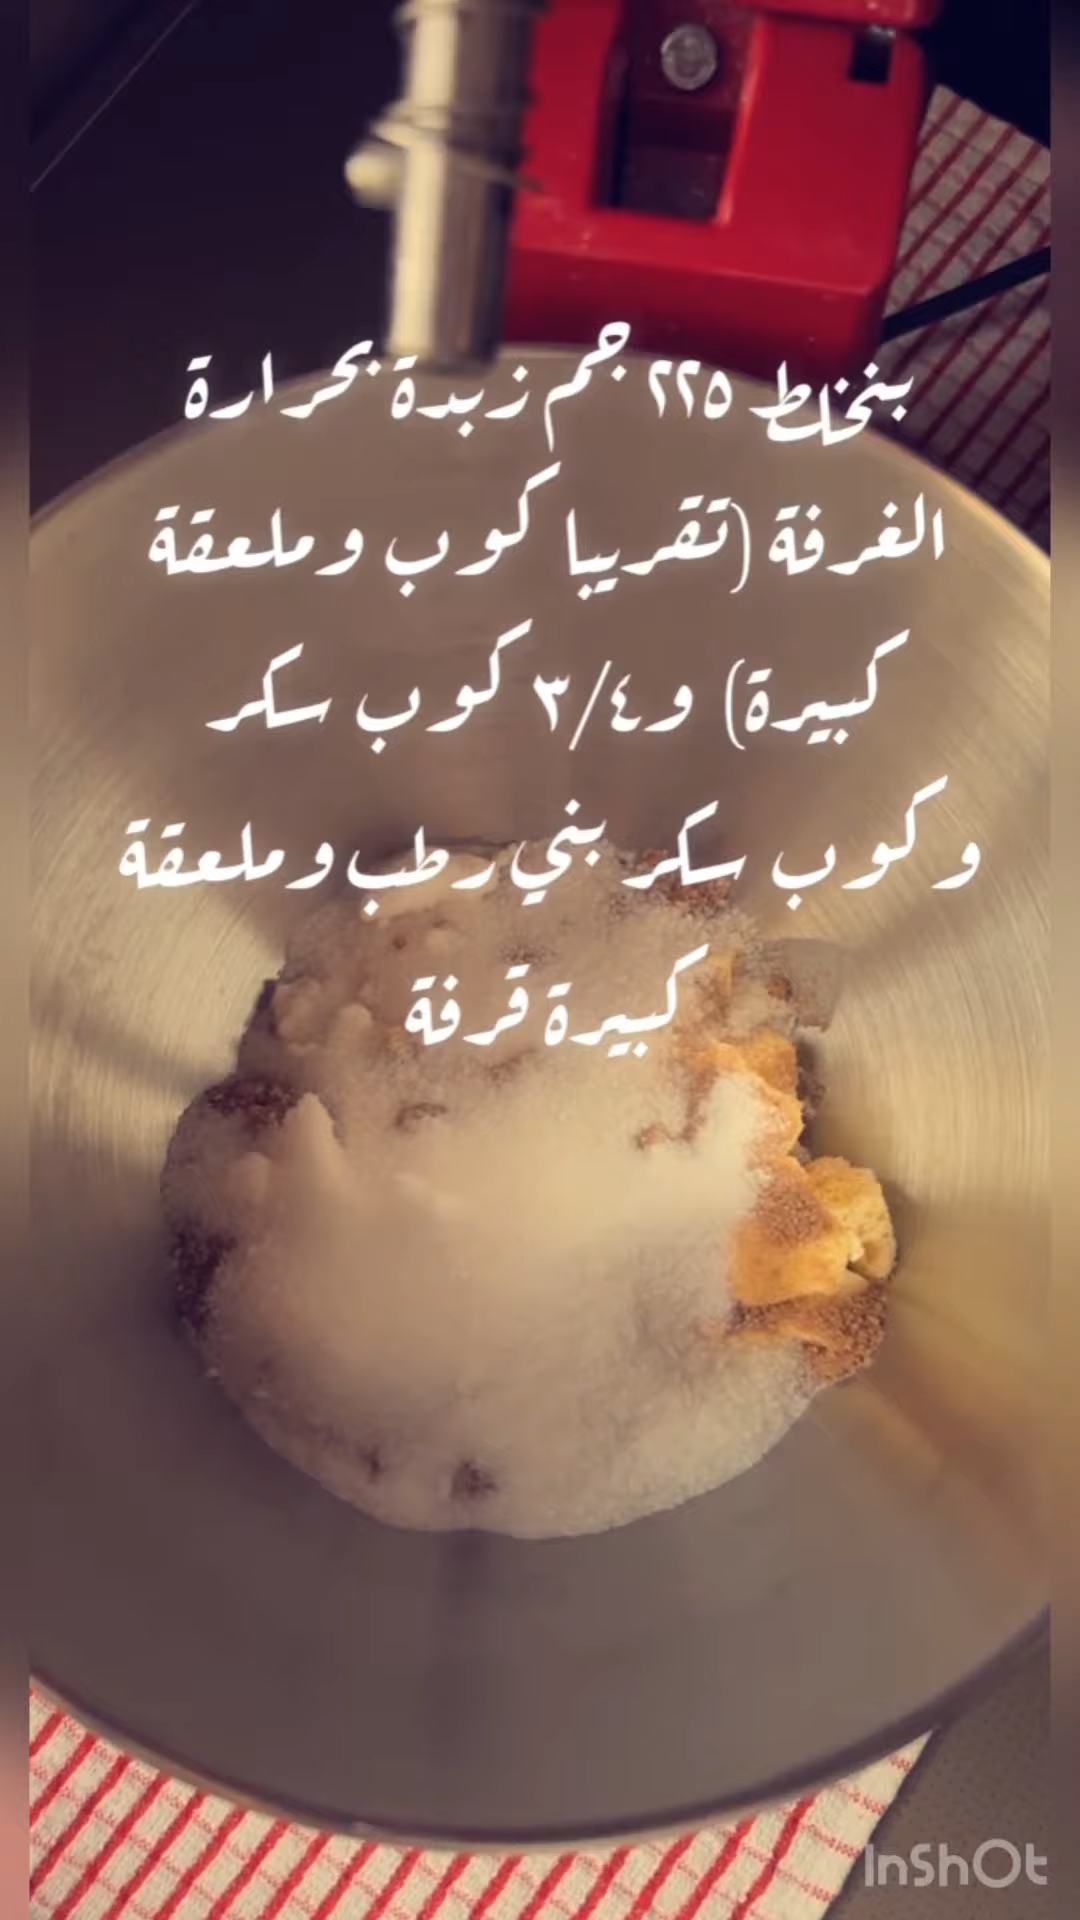 بنخلط ٢٢٥ جم زبدة بحرارة
الغرفة (تقريبا كوب وملعقة
كبيرة) و٣/٤ كوب سكر
وكوب سكر بني رطب وملعقة
كبيرة قرفة
InShOt